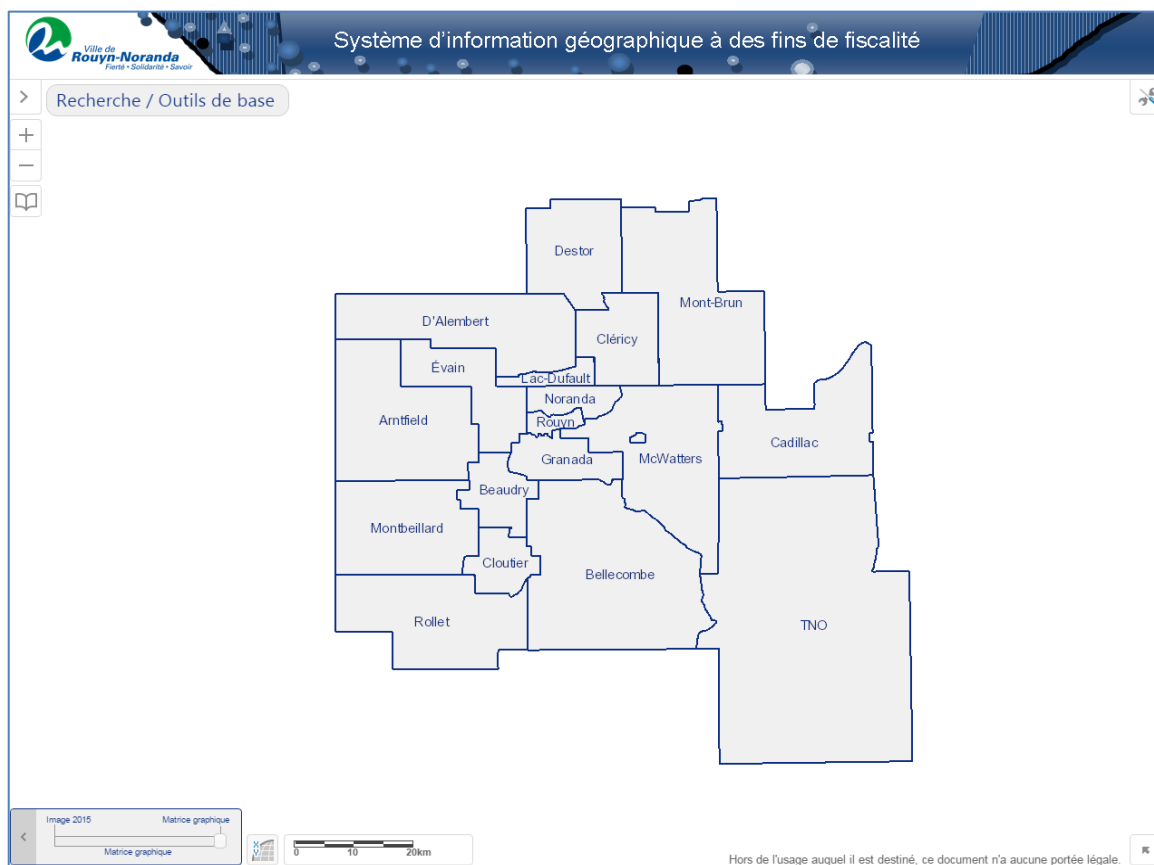 Ville de
Rouyn-Noranda
Fierté • Solidarité • Savoir
Système d'information géographique à des fins de fiscalité
Recherche / Outils de base
Destor
Mont-Brun
D'Alembert
Cléricy
Évain
Lac-Dufault
Noranda
Arntfield
Rouyn
Cadillac
Granada
McWatters
Beaudry
Montbeillard
Cloutier
Bellecombe
Rollet
TNO
Image 2015 Matrice graphique
Matrice graphique
X Y
0 10 20km
Hors de l'usage auquel il est destiné, ce document n'a aucune portée légale.